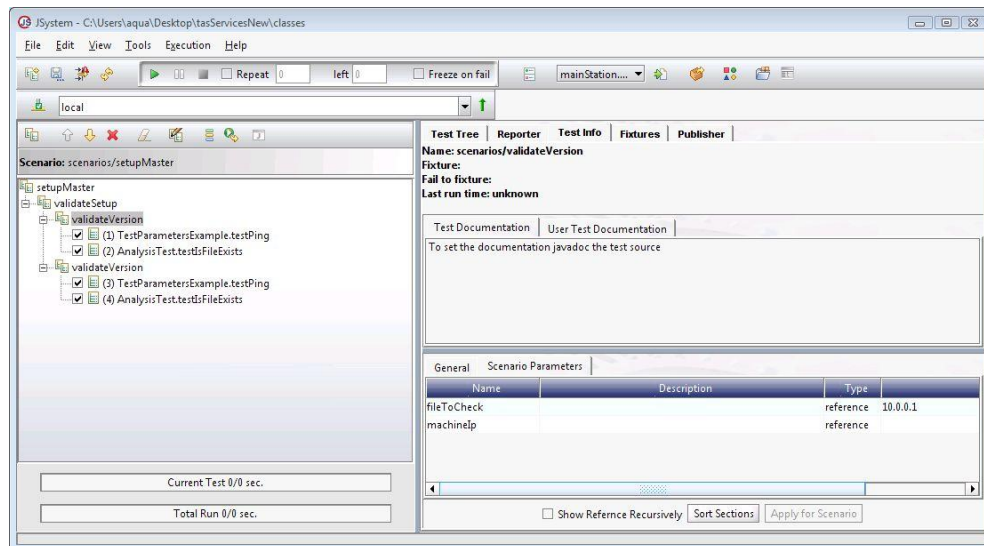 JSystem - C:\Users\aqua\Desktop\tasServicesNew\classes
File Edit View Tools Execution Help
Repeat 0 left 0 Freeze on fail mainStation....
local
Scenario: scenarios/setupMaster
setupMaster
validateSetup
validateVersion
(1) TestParametersExample.testPing
(2) AnalysisTest.testIsFileExists
validateVersion
(3) TestParametersExample.testPing
(4) AnalysisTest.testIsFileExists
Current Test 0/0 sec.
Total Run 0/0 sec.
Test Tree Reporter Test Info Fixtures Publisher
Name: scenarios/validateVersion
Fixture:
Fail to fixture:
Last run time: unknown
Test Documentation User Test Documentation
To set the documentation javadoc the test source
General Scenario Parameters
Name Description Type
fileToCheck reference 10.0.0.1
machineIp reference
Show Refernce Recursively Sort Sections Apply for Scenario